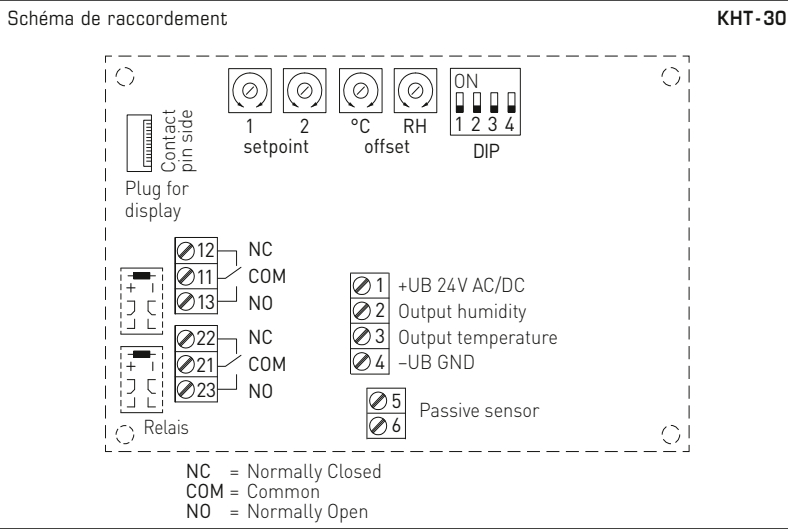 Schéma de raccordement KHT-30
ON
1 2 °C RH 1 2 3 4
setpoint offset DIP
Contact
pin side
Plug for
display
12 NC
11 COM
13 NO
22 NC
21 COM
23 NO
+ –
+ –
Relais
1 +UB 24V AC/DC
2 Output humidity
3 Output temperature
4 –UB GND
5 Passive sensor
6
NC = Normally Closed
COM = Common
NO = Normally Open